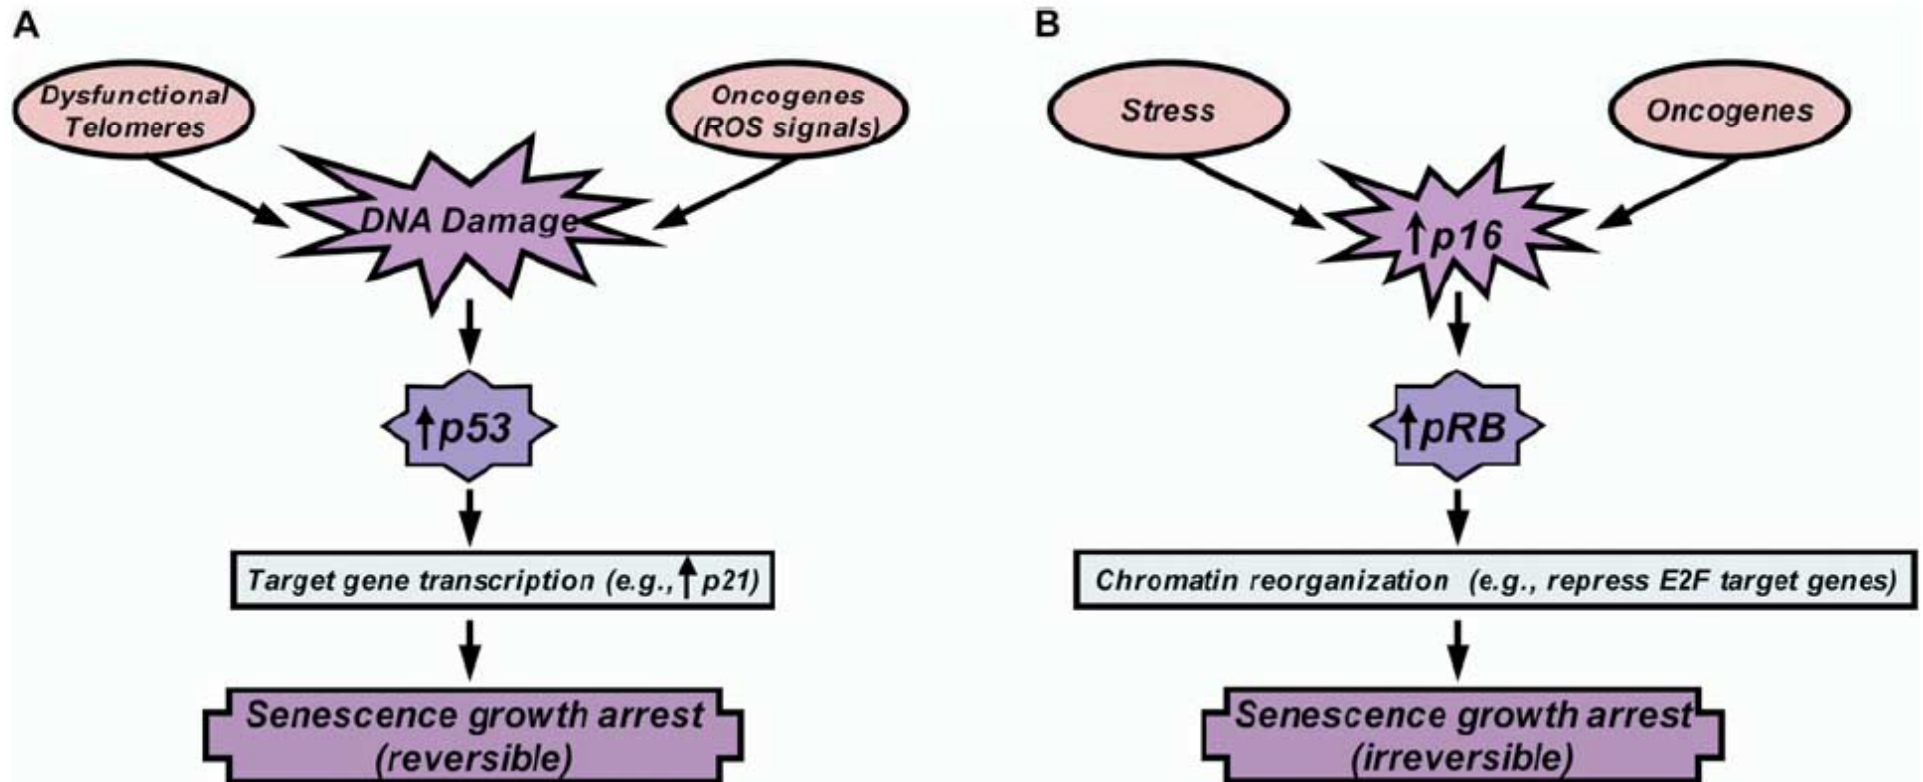 A
Dysfunctional
Telomeres
Oncogenes
(ROS signals)
DNA Damage
↑p53
Target gene transcription (e.g.,↑p21)
Senescence growth arrest
(reversible)
B
Stress
Oncogenes
↑p16
↑pRB
Chromatin reorganization (e.g., repress E2F target genes)
Senescence growth arrest
(irreversible)